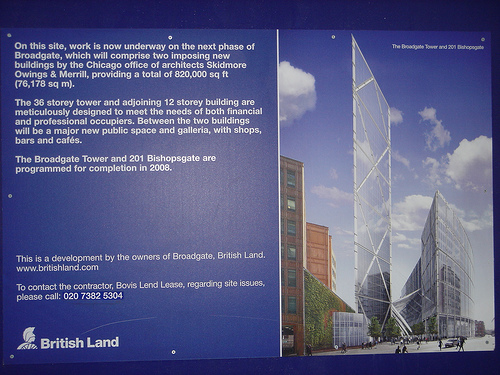 On this site, work is now underway on the next phase of
Broadgate, which will comprise two imposing new
buildings by the Chicago office of architects Skidmore
Owings & Merrill, providing a total of 820,000 sq ft
(76,178 sq m).
The 36 storey tower and adjoining 12 storey building are
meticulously designed to meet the needs of both financial
and professional occupiers. Between the two buildings
will be a major new public space and galleria, with shops,
bars and cafés.
The Broadgate Tower and 201 Bishopsgate are
programmed for completion in 2008.
This is a development by the owners of Broadgate, British Land.
www.britishland.com
To contact the contractor, Bovis Lend Lease, regarding site issues,
please call: 020 7382 5304
British Land
The Broadgate Tower and 201 Bishopsgate